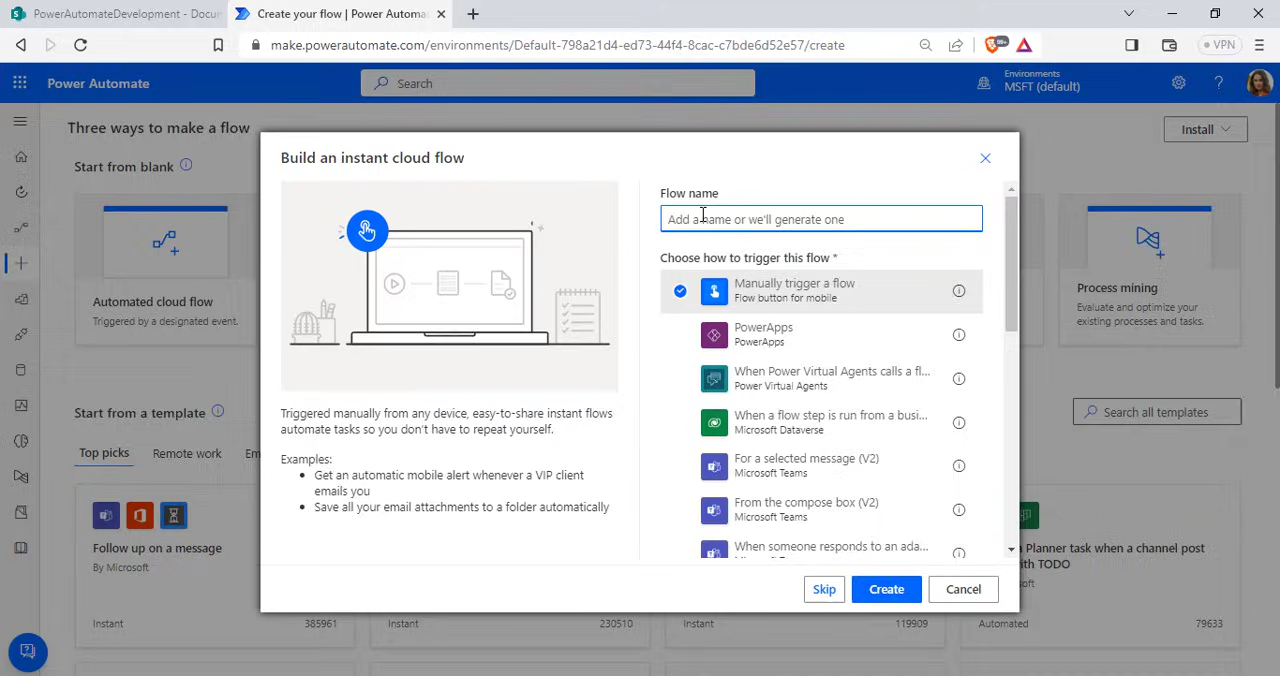 PowerAutomateDevelopment - Docu
Create your flow | Power Automa
make.powerautomate.com/environments/Default-798a21d4-ed73-44f4-8cac-c7bde6d52e57/create
99+
VPN
Power Automate
Search
Environments
MSFT (default)
Three ways to make a flow
Install
Start from blank
Automated cloud flow
Triggered by a designated event.
Process mining
Evaluate and optimize your
existing processes and tasks.
Start from a template
Search all templates
Top picks
Remote work
Em
Follow up on a message
By Microsoft
Instant
385961
Instant
230510
Instant
119909
Planner task when a channel post
with TODO
Automated
79633
Build an instant cloud flow
Triggered manually from any device, easy-to-share instant flows
automate tasks so you don't have to repeat yourself.
Examples:
Get an automatic mobile alert whenever a VIP client
emails you
Save all your email attachments to a folder automatically
Flow name
Add a name or we'll generate one
Choose how to trigger this flow *
Manually trigger a flow
Flow button for mobile
PowerApps
PowerApps
When Power Virtual Agents calls a fl...
Power Virtual Agents
When a flow step is run from a busi...
Microsoft Dataverse
For a selected message (V2)
Microsoft Teams
From the compose box (V2)
Microsoft Teams
When someone responds to an ada...
Skip
Create
Cancel